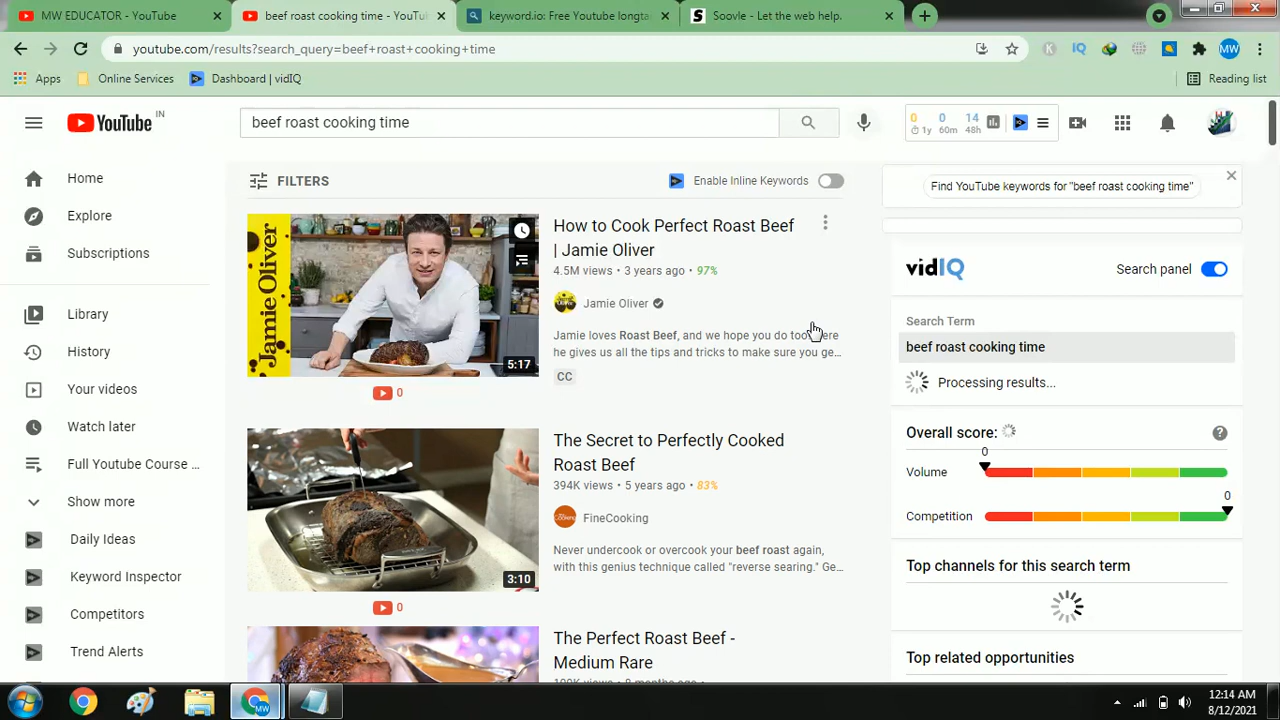 MW EDUCATOR - YouTube
beef roast cooking time - YouTu
keyword.io: Free Youtube longta
Soovle - Let the web help.
youtube.com/results?search_query=beef+roast+cooking+time
Apps
Online Services
Dashboard | vidIQ
Reading list
YouTube IN
beef roast cooking time
0 0 14
1y 60m 48h
Home
Explore
Subscriptions
Library
History
Your videos
Watch later
Full Youtube Course ...
Show more
Daily Ideas
Keyword Inspector
Competitors
Trend Alerts
FILTERS
Enable Inline Keywords
Jamie Oliver
5:17
0
How to Cook Perfect Roast Beef
| Jamie Oliver
4.5M views • 3 years ago • 97%
Jamie Oliver
Jamie loves Roast Beef, and we hope you do too
he gives us all the tips and tricks to make sure you ge...
CC
3:10
0
The Secret to Perfectly Cooked
Roast Beef
394K views • 5 years ago • 83%
FineCooking
Never undercook or overcook your beef roast again,
with this genius technique called "reverse searing." Ge...
The Perfect Roast Beef -
Medium Rare
Find YouTube keywords for "beef roast cooking time"
vidIQ
Search panel
Search Term
beef roast cooking time
Processing results...
Overall score:
?
0
Volume
0
Competition
Top channels for this search term
Top related opportunities
12:14 AM
8/12/2021